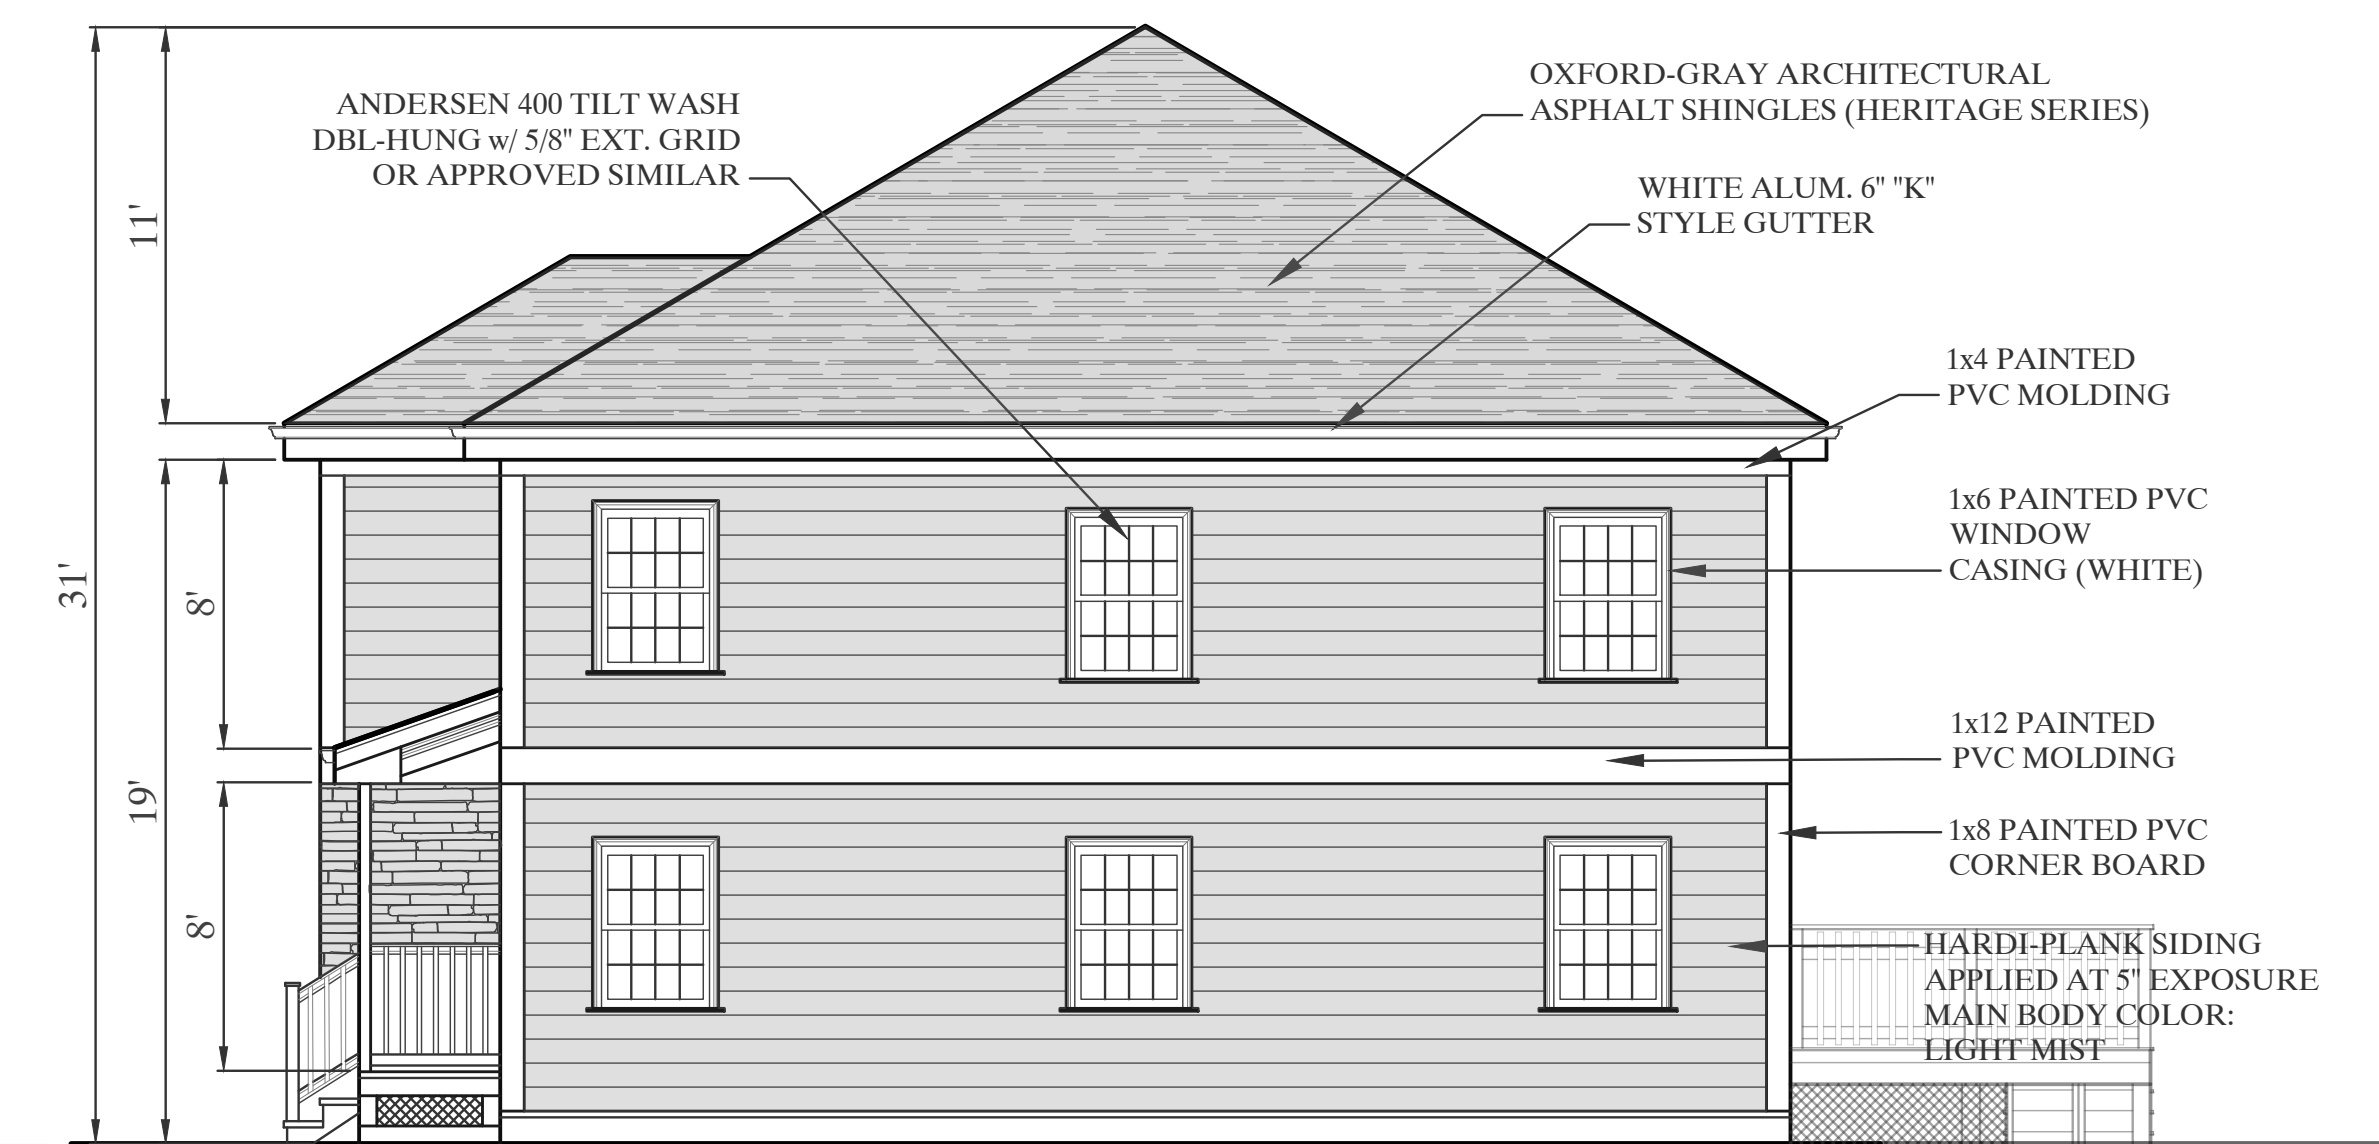 ANDERSEN 400 TILT WASH
DBL-HUNG w/ 5/8" EXT. GRID
OR APPROVED SIMILAR
OXFORD-GRAY ARCHITECTURAL
ASPHALT SHINGLES (HERITAGE SERIES)
WHITE ALUM. 6" "K"
STYLE GUTTER
1x4 PAINTED
PVC MOLDING
1x6 PAINTED PVC
WINDOW
CASING (WHITE)
1x12 PAINTED
PVC MOLDING
1x8 PAINTED PVC
CORNER BOARD
HARDI-PLANK SIDING
APPLIED AT 5" EXPOSURE
MAIN BODY COLOR:
LIGHT MIST
11'
31'
8'
19'
8'